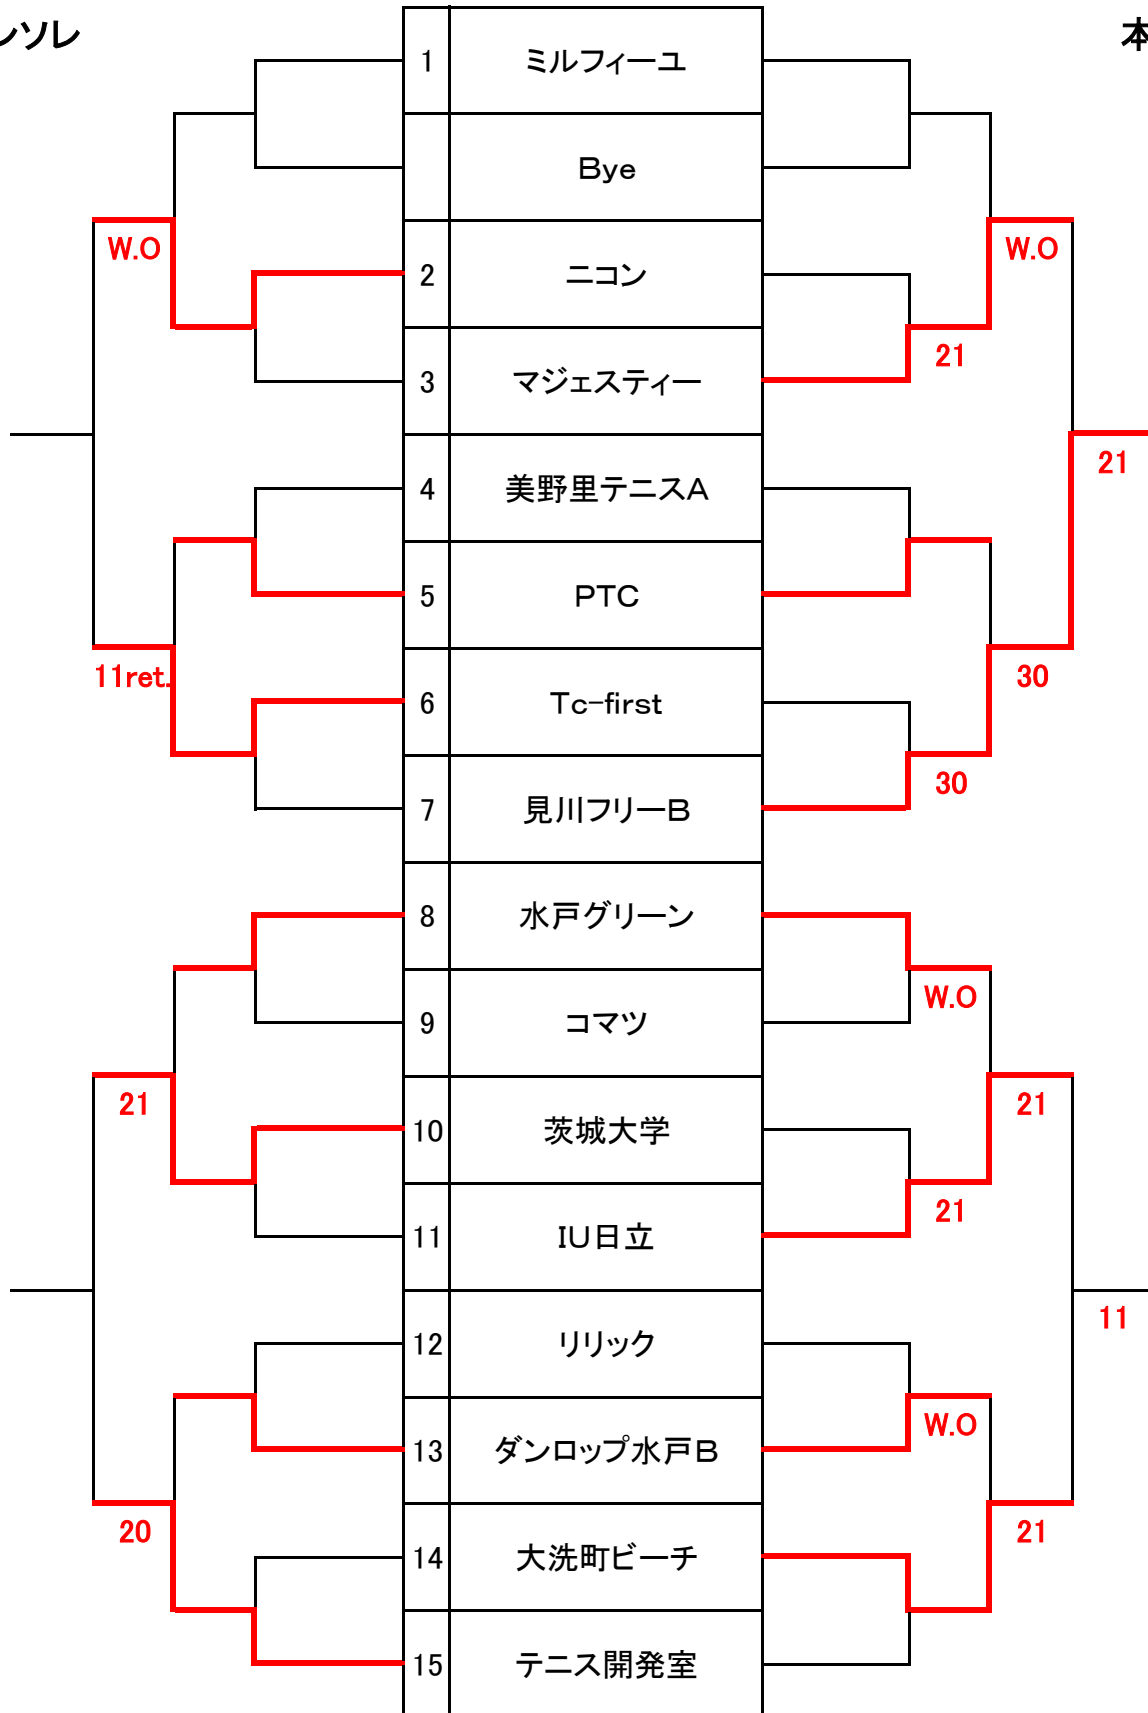 ンソレ
本
1 ミルフィーユ
Bye
W.O 2 ニコン W.O
21
3 マジェスティー
21
4 美野里テニスA
5 PTC
11ret. 6 Tc-first 30
30
7 見川フリーB
8 水戸グリーン
W.O
9 コマツ
21 21
10 茨城大学
21
11 IU日立
11
12 リリック
W.O
13 ダンロップ水戸B
20 21
14 大洗町ビーチ
15 テニス開発室